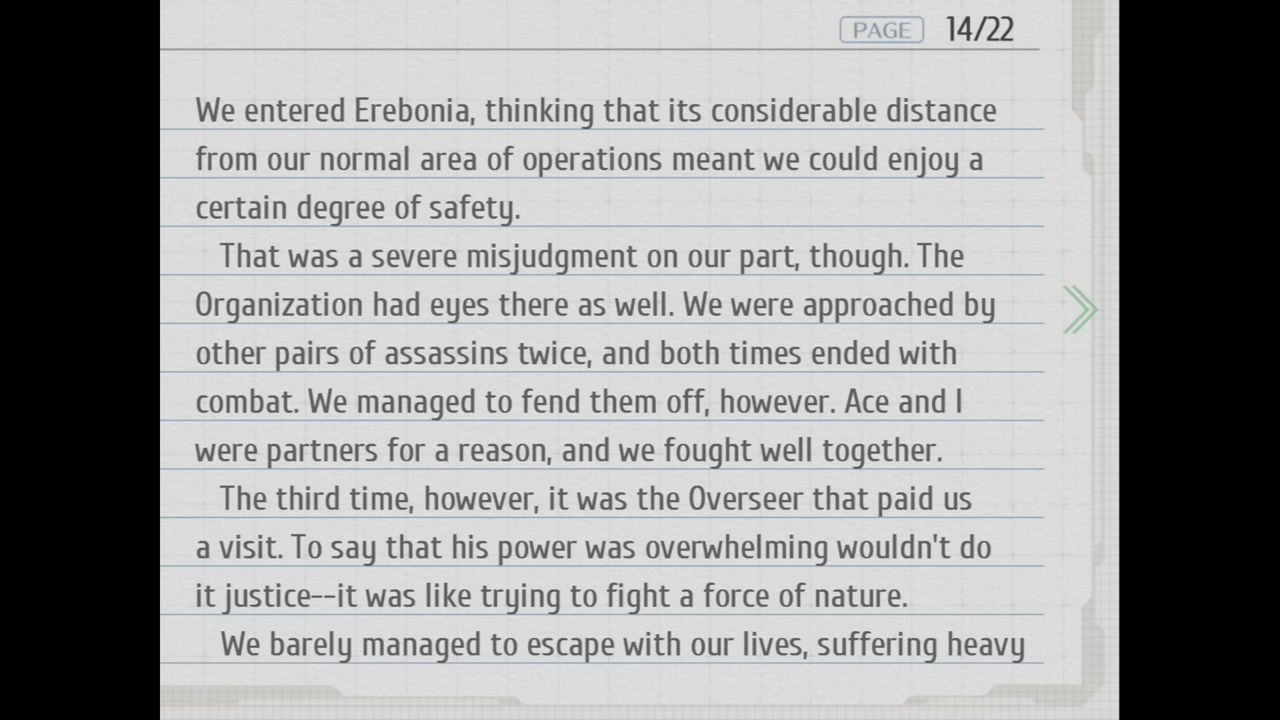 PAGE 14/22
We entered Erebonia, thinking that its considerable distance
from our normal area of operations meant we could enjoy a
certain degree of safety.
That was a severe misjudgment on our part, though. The
Organization had eyes there as well. We were approached by
other pairs of assassins twice, and both times ended with
combat. We managed to fend them off, however. Ace and I
were partners for a reason, and we fought well together.
The third time, however, it was the Overseer that paid us
a visit. To say that his power was overwhelming wouldn't do
it justice--it was like trying to fight a force of nature.
We barely managed to escape with our lives, suffering heavy